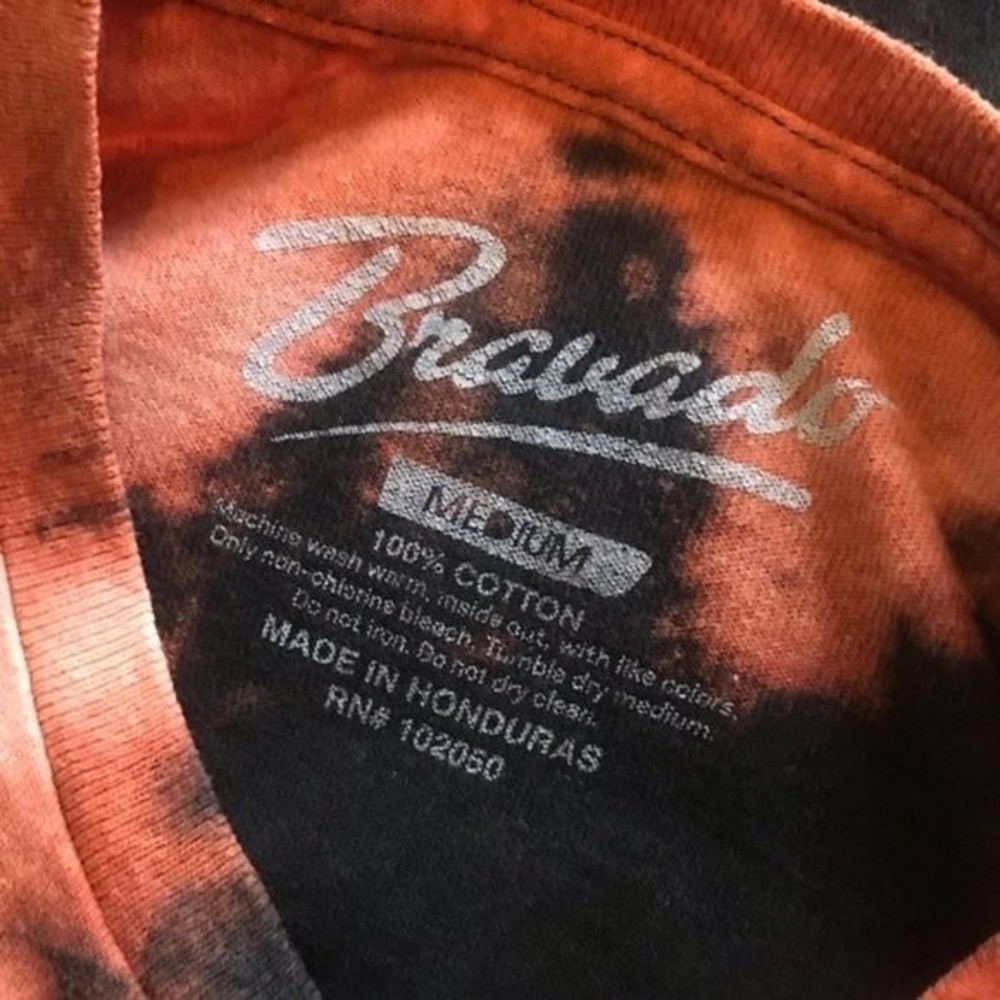 Bravado
MEDIUM
100% COTTON
Machine wash warm, inside out, with like colors.
Only non-chlorine bleach. Tumble dry medium.
Do not iron. Do not dry clean.
MADE IN HONDURAS
RN# 102050